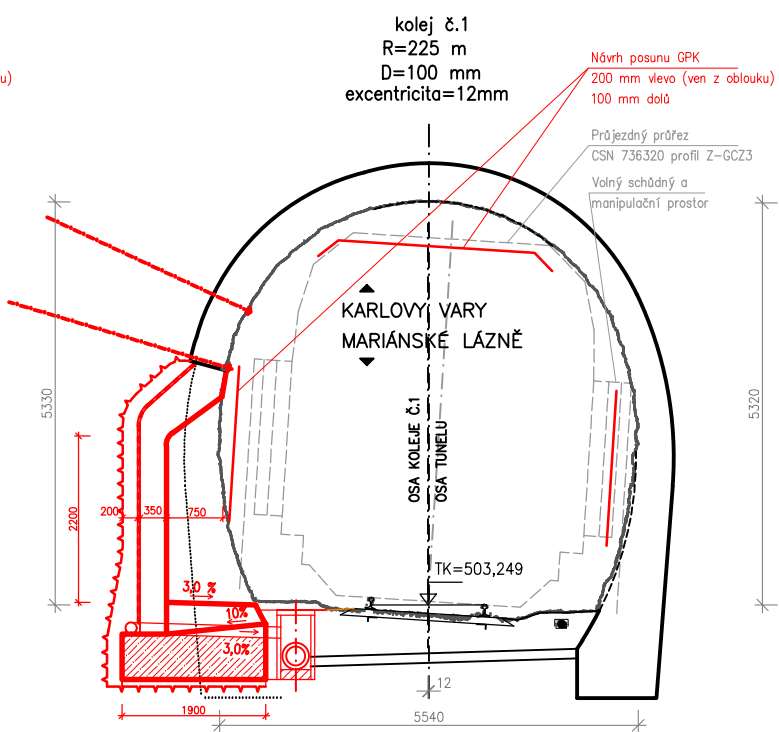 kolej č.1
R=225 m
D=100 mm
excentricita=12mm
u)
Návrh posunu GPK
200 mm vlevo (ven z oblouku)
100 mm dolů
Průjezdný průřez
CSN 736320 profil Z-GCZ3
Volný schůdný a
manipulační prostor
KARLOVY VARY
MARIÁNSKÉ LÁZNĚ
5330
5320
OSA KOLEJE Č.1
OSA TUNELU
200
350
750
2200
TK=503,249
3,0 %
10%
3,0%
12
1900
5540